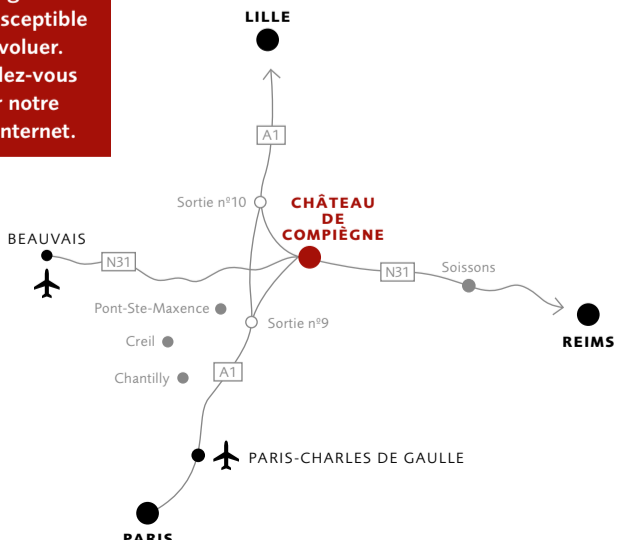 sceptible
voluer.
dez-vous
notre
nternet.
LILLE
A1
Sortie nº10
CHÂTEAU
DE
COMPIÈGNE
BEAUVAIS
N31
N31
Soissons
Pont-Ste-Maxence
Sortie nº9
Creil
REIMS
A1
Chantilly
PARIS-CHARLES DE GAULLE
PARIS